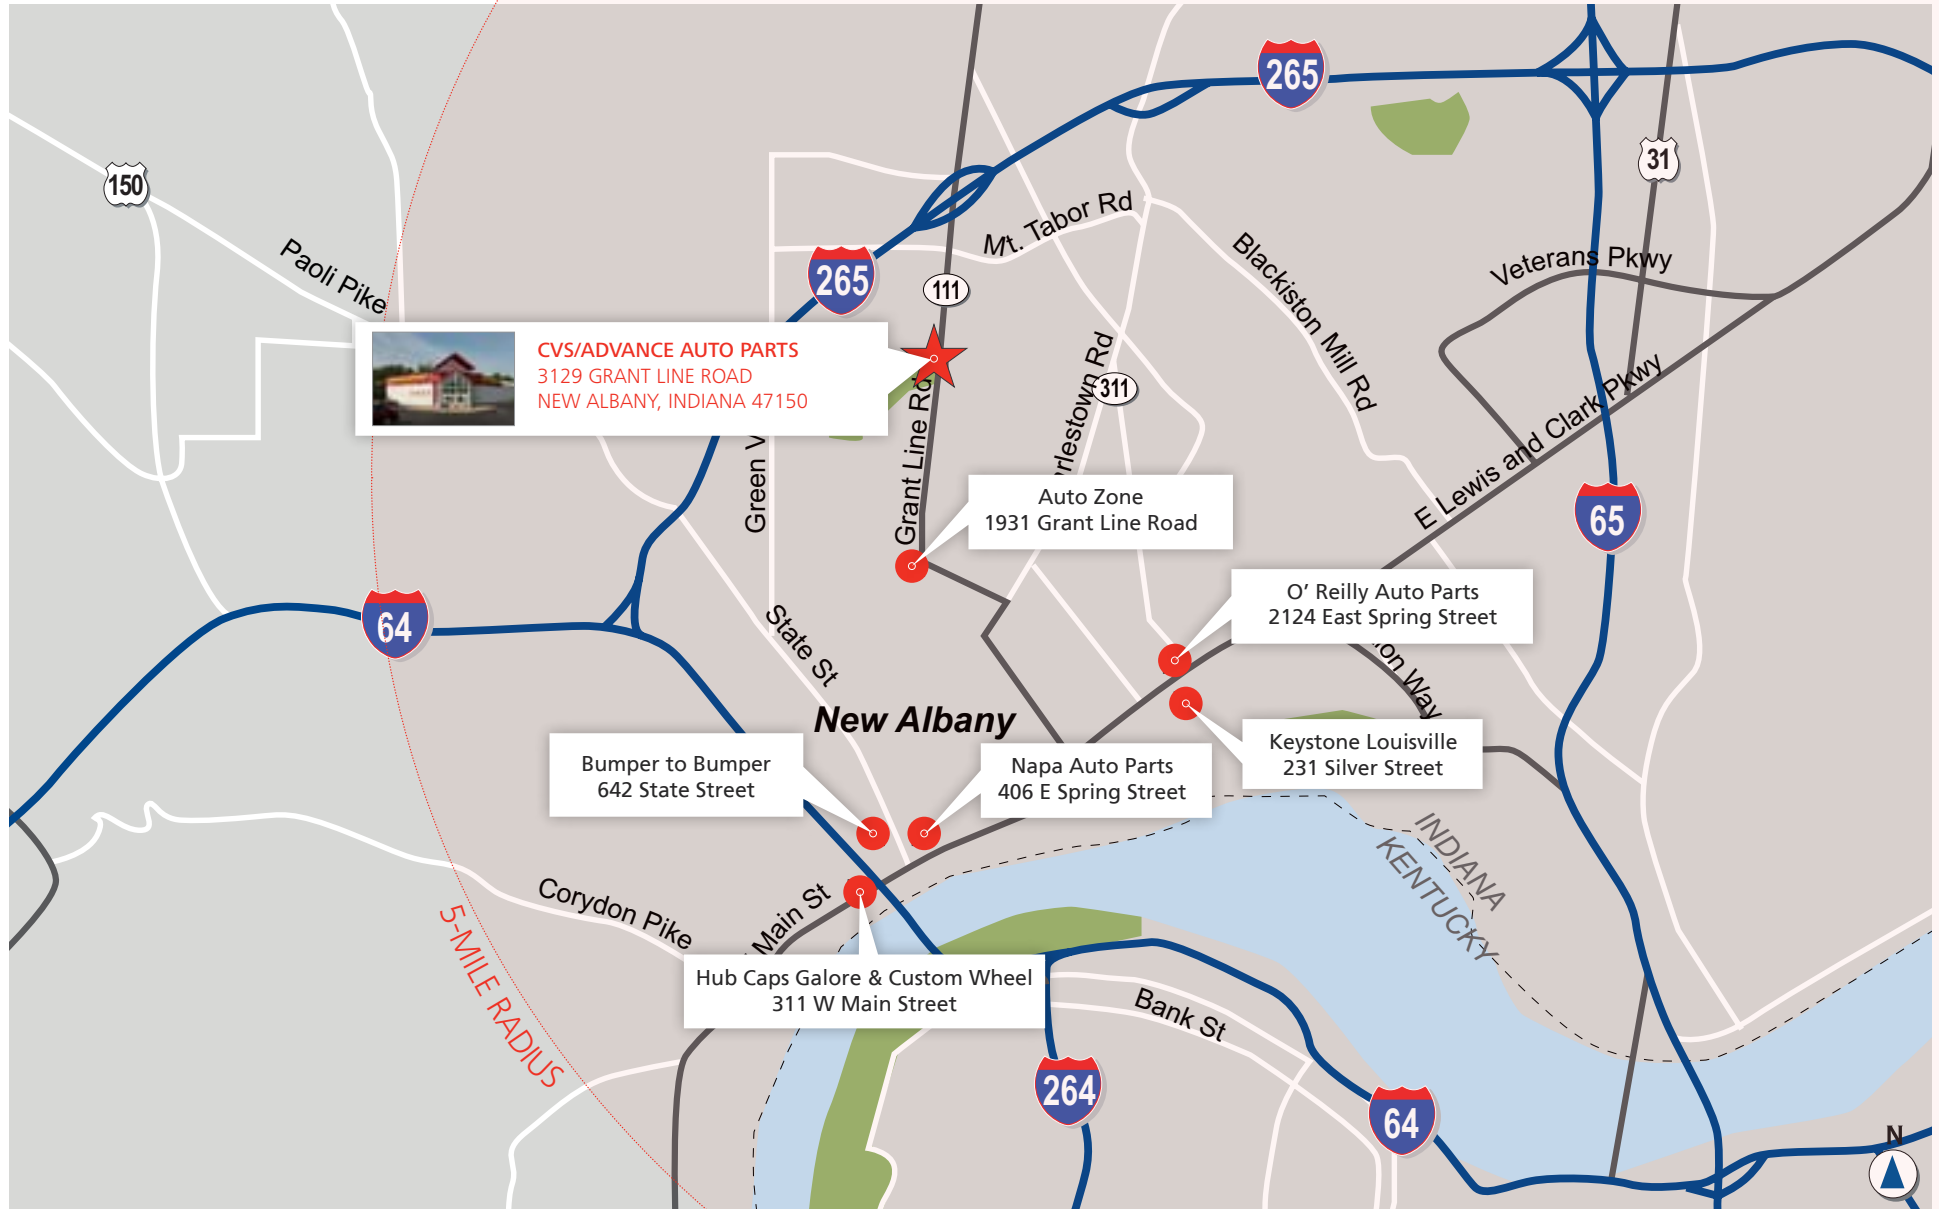 265
31
150
Mt. Tabor Rd
Paoli Pike
Blackiston Mill Rd
Veterans Pkwy
265
111
CVS/ADVANCE AUTO PARTS
3129 GRANT LINE ROAD
NEW ALBANY, INDIANA 47150
311
Grant Line Rd
Green V
arlestown Rd
E Lewis and Clark Pkwy
Auto Zone
1931 Grant Line Road
65
O’ Reilly Auto Parts
2124 East Spring Street
64
State St
on Way
New Albany
Keystone Louisville
231 Silver Street
Bumper to Bumper
642 State Street
Napa Auto Parts
406 E Spring Street
INDIANA
KENTUCKY
Corydon Pike
Main St
5-MILE RADIUS
Hub Caps Galore & Custom Wheel
311 W Main Street
Bank St
264
64
N